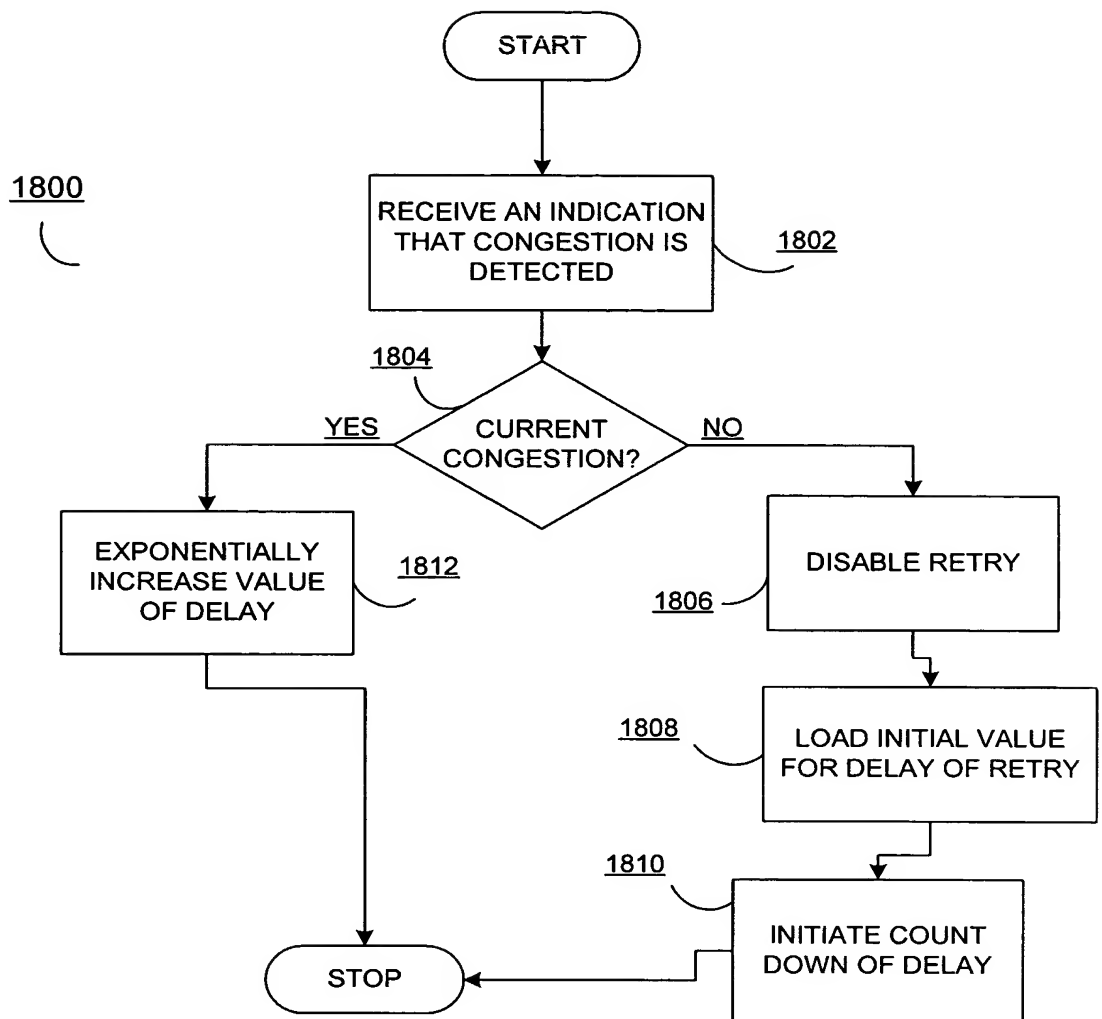 START
1800
RECEIVE AN INDICATION
THAT CONGESTION IS
DETECTED
1802
1804
YES
CURRENT
CONGESTION?
NO
EXPONENTIALLY
INCREASE VALUE
OF DELAY
1812
DISABLE RETRY
1806
1808
LOAD INITIAL VALUE
FOR DELAY OF RETRY
1810
INITIATE COUNT
DOWN OF DELAY
STOP